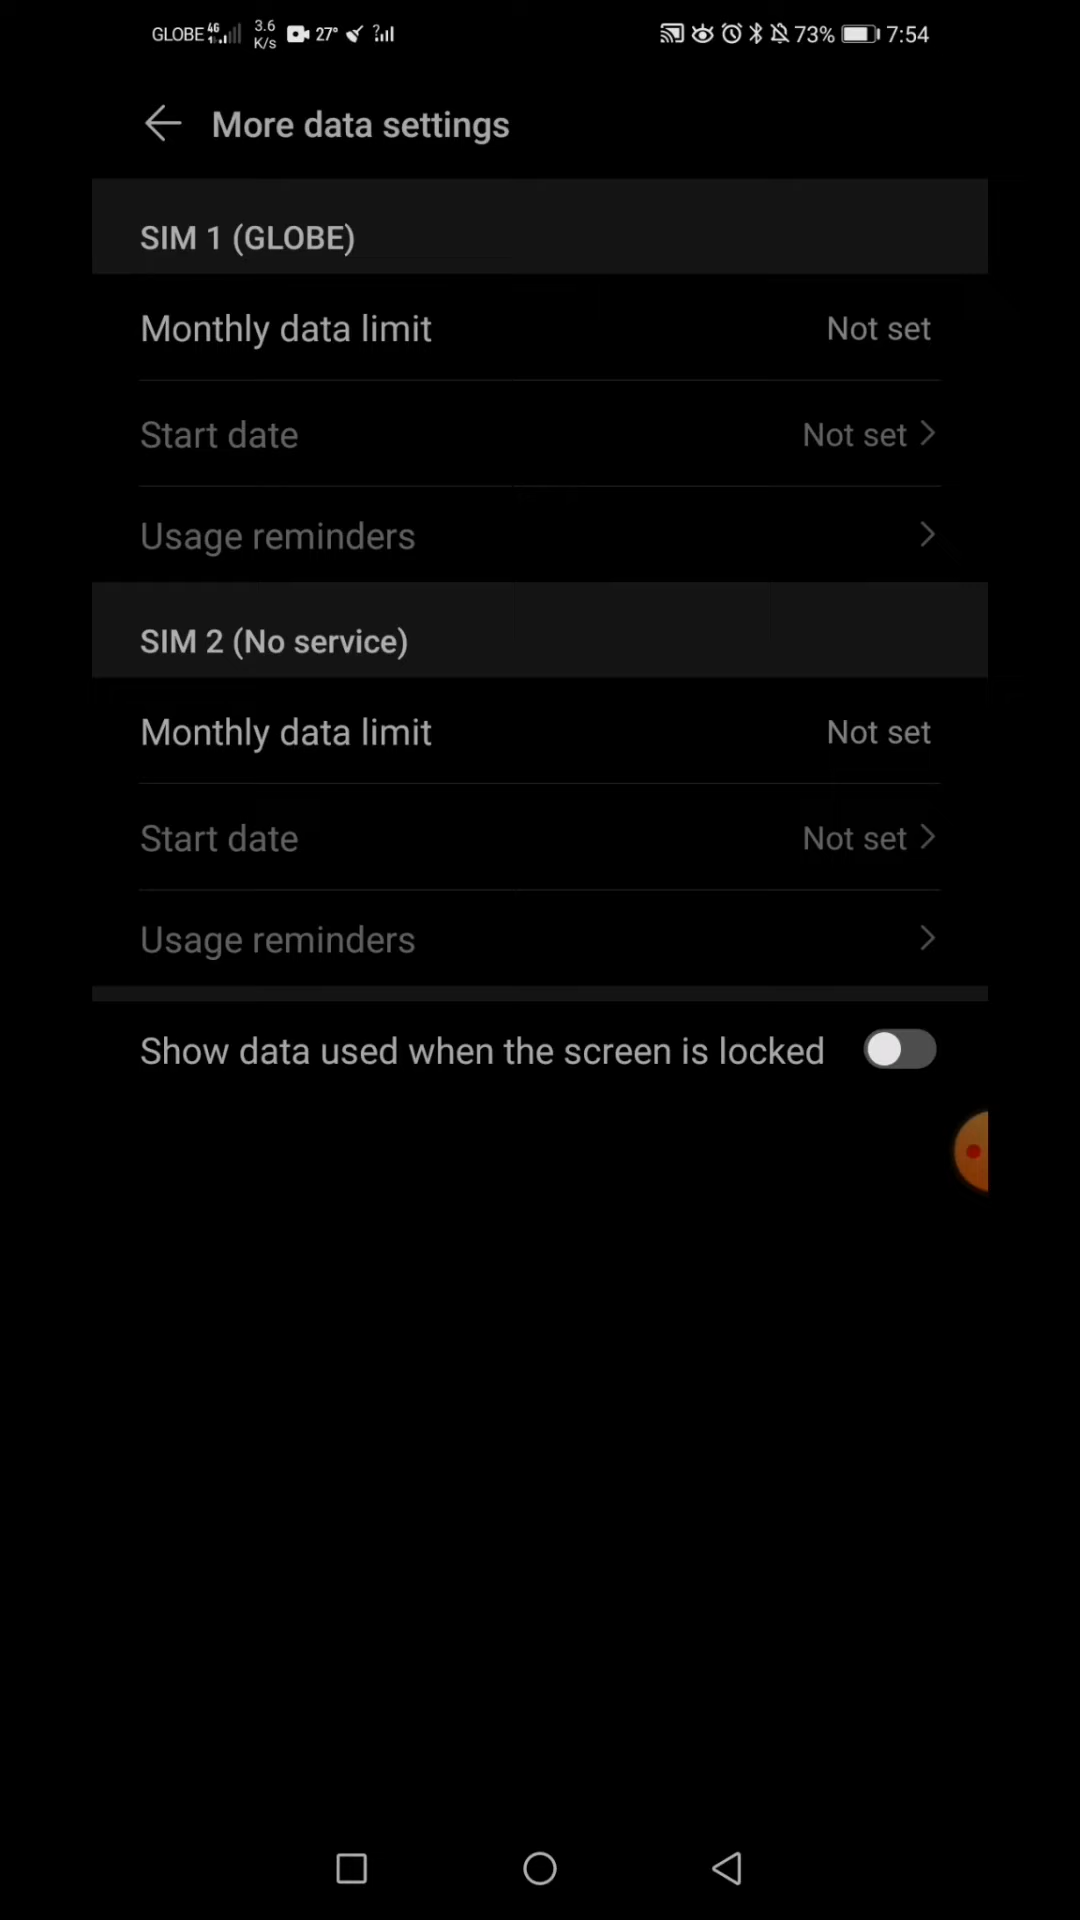 GLOBE 4G 3.6 K/s 27° ? 73% 7:54
More data settings
SIM 1 (GLOBE)
Monthly data limit Not set
Start date Not set
Usage reminders
SIM 2 (No service)
Monthly data limit Not set
Start date Not set
Usage reminders
Show data used when the screen is locked